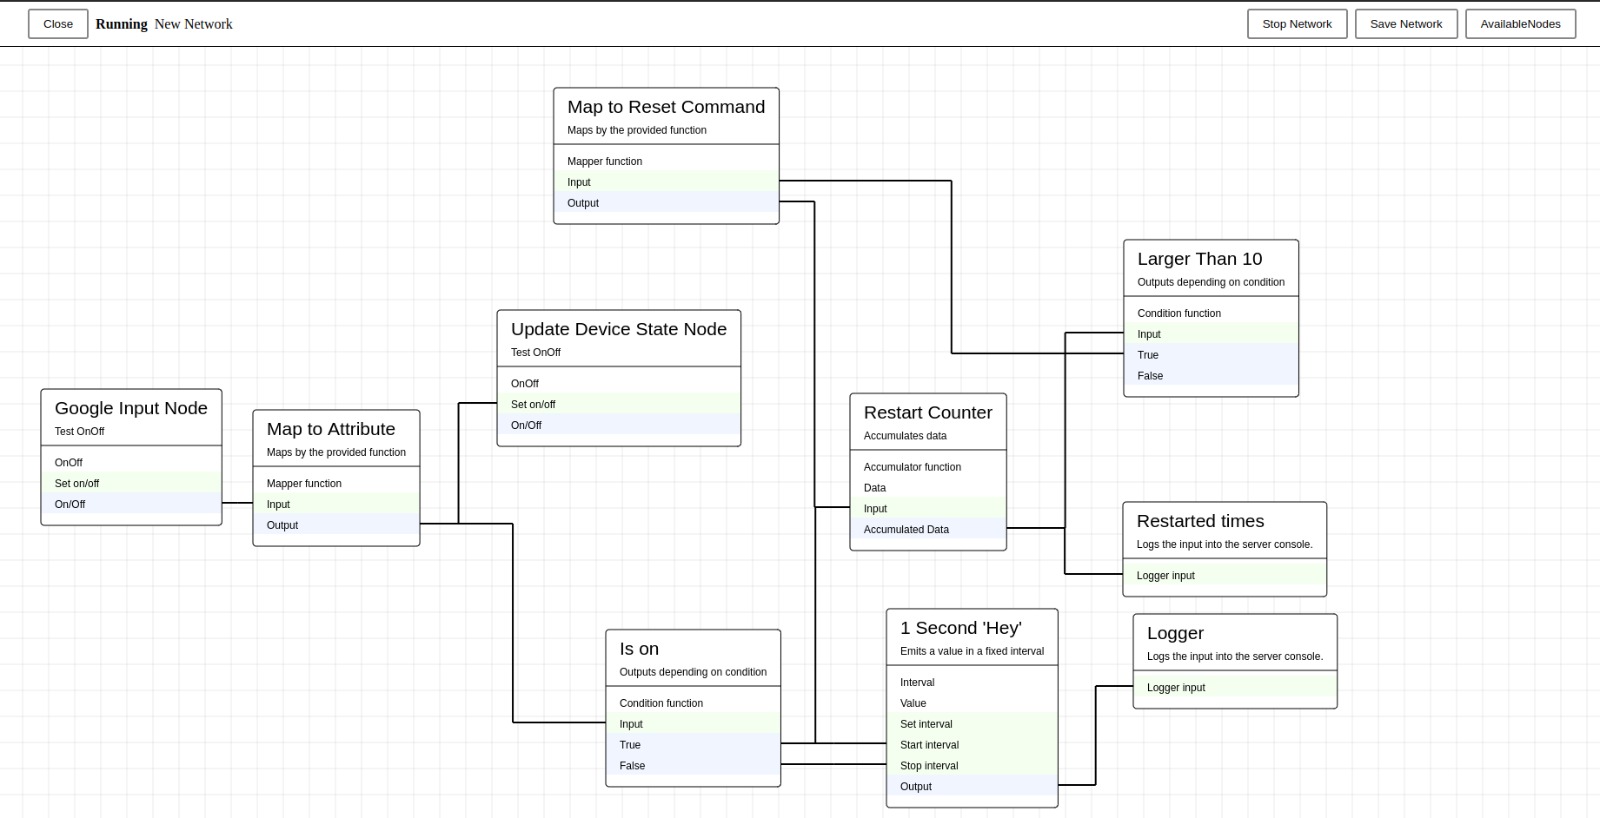 Close Running New Network Stop Network Save Network AvailableNodes
Map to Reset Command
Maps by the provided function
Mapper function
Input
Output
Larger Than 10
Outputs depending on condition
Condition function
Input
True
False
Update Device State Node
Test OnOff
OnOff
Set on/off
On/Off
Google Input Node
Test OnOff
OnOff
Set on/off
On/Off
Map to Attribute
Maps by the provided function
Mapper function
Input
Output
Restart Counter
Accumulates data
Accumulator function
Data
Input
Accumulated Data
Restarted times
Logs the input into the server console.
Logger input
Is on
Outputs depending on condition
Condition function
Input
True
False
1 Second 'Hey'
Emits a value in a fixed interval
Interval
Value
Set interval
Start interval
Stop interval
Output
Logger
Logs the input into the server console.
Logger input